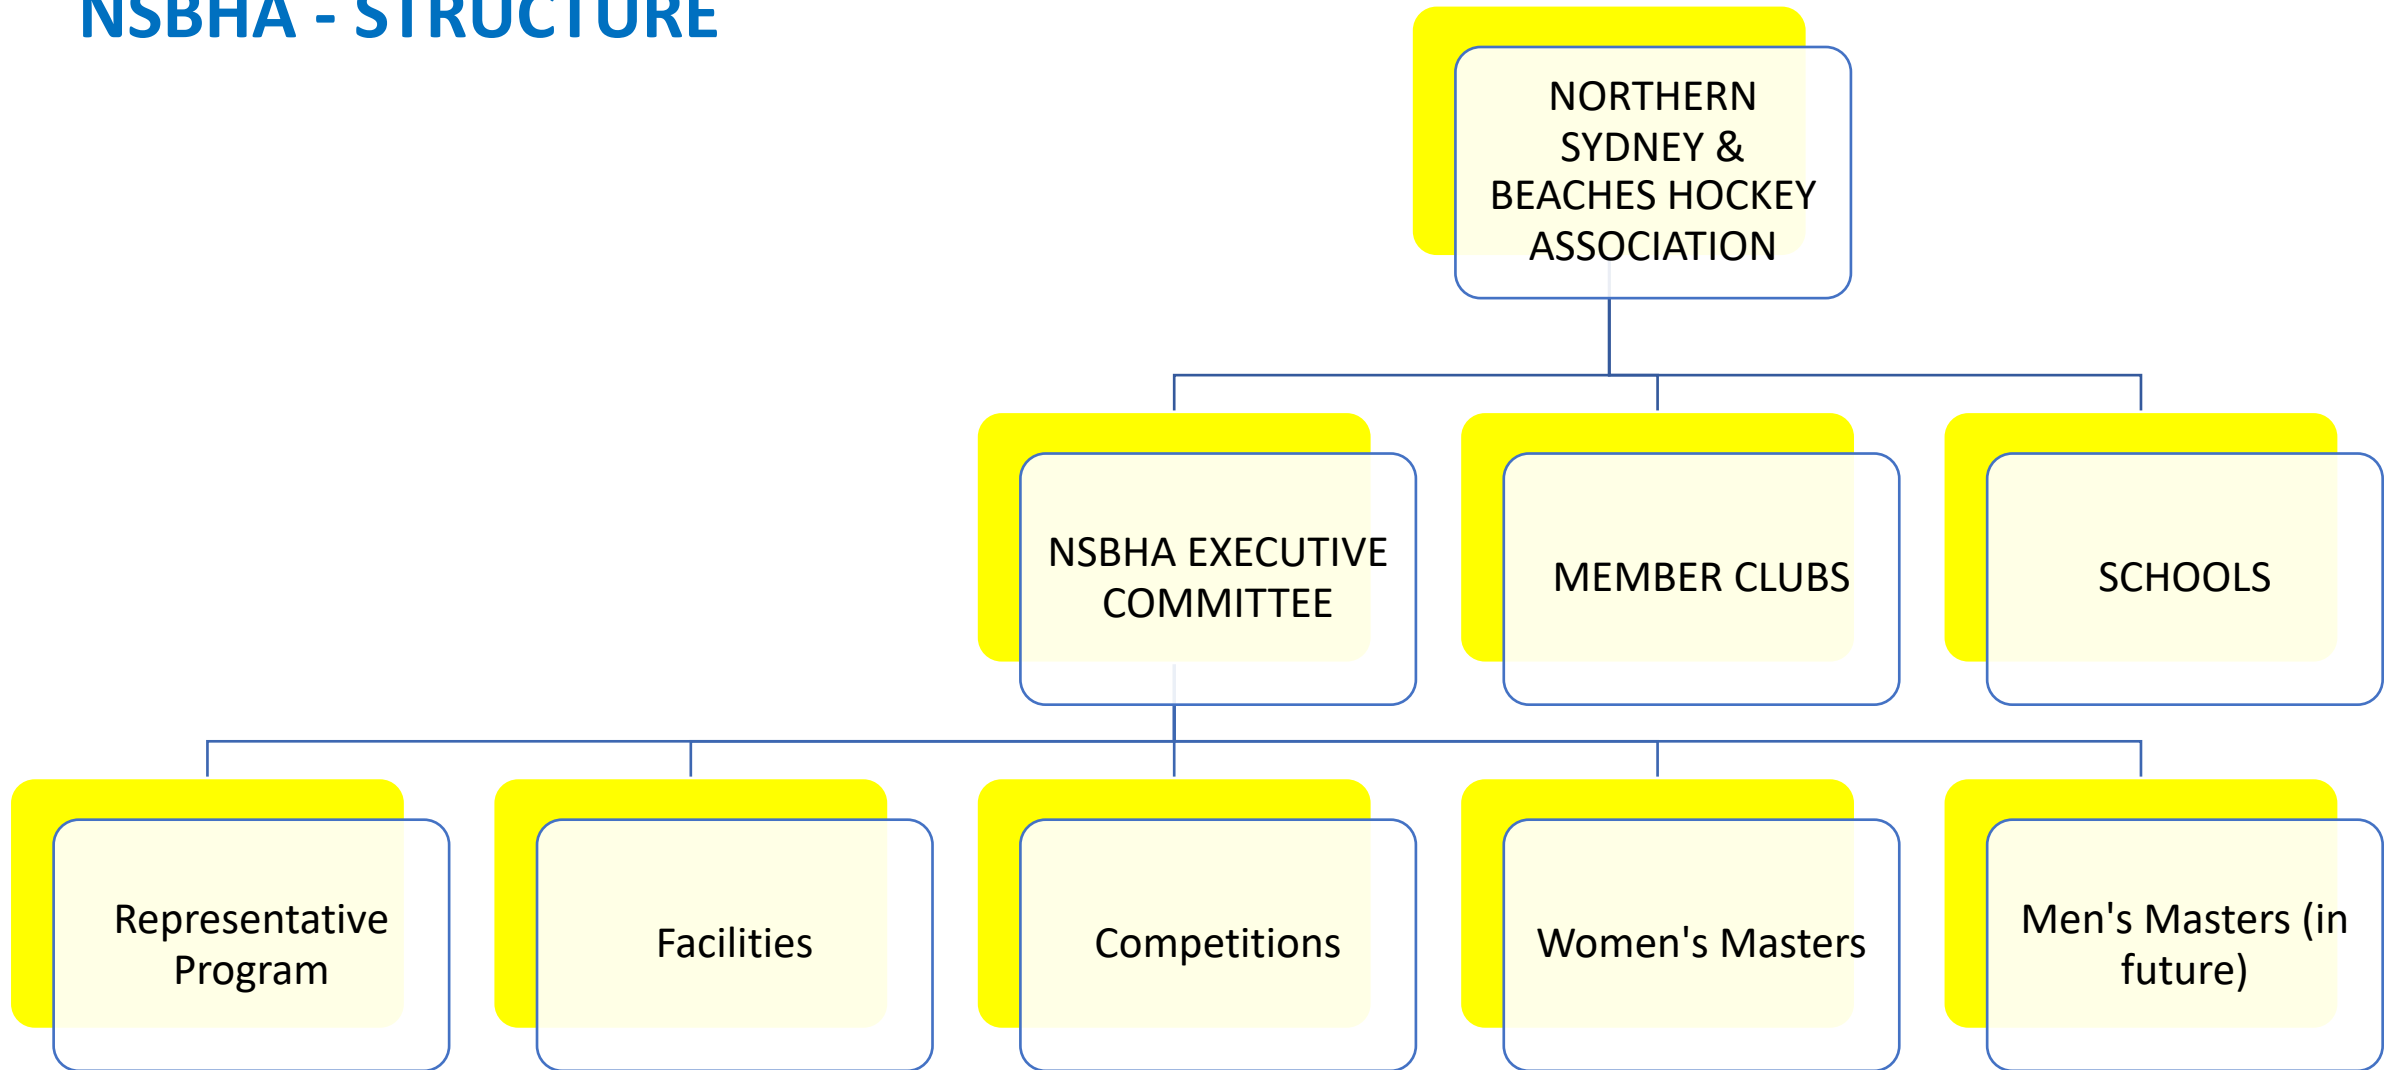 NSBHA - STRUCTURE
NORTHERN
SYDNEY &
BEACHES HOCKEY
ASSOCIATION
NSBHA EXECUTIVE
COMMITTEE
MEMBER CLUBS
SCHOOLS
Representative
Program
Facilities
Competitions
Women's Masters
Men's Masters (in
future)